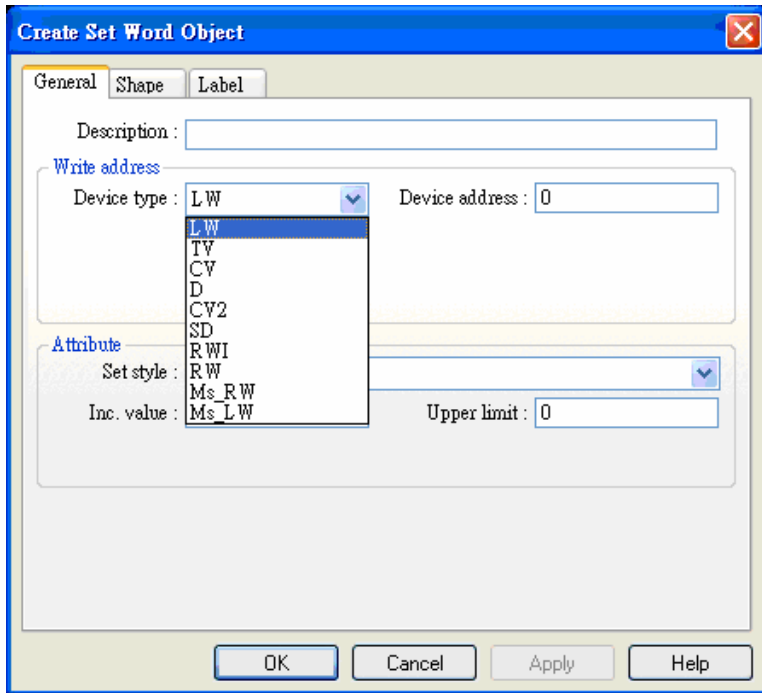 Create Set Word Object
General Shape Label
Description :
Write address
Device type : LW Device address : 0
LW
TV
CV
D
CV2
SD
Attribute
RWI
Set style : RW
Ms_RW
Inc. value : Ms_LW Upper limit : 0
OK Cancel Apply Help